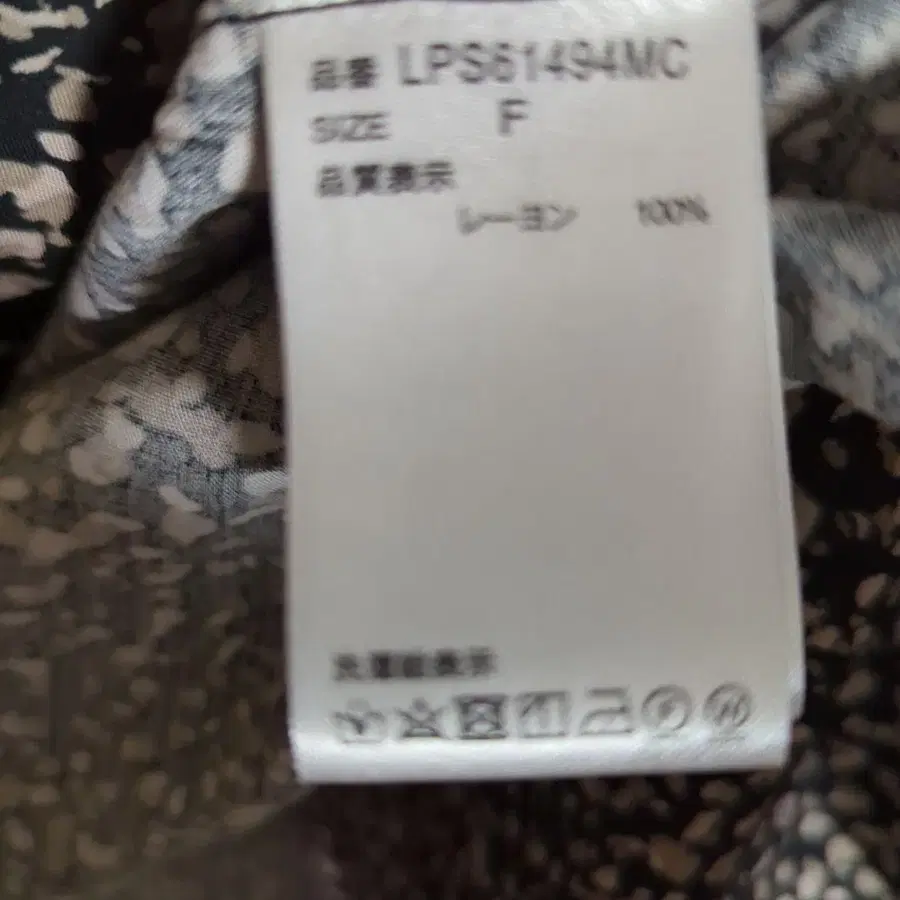 品番 LPS61494MC
SIZE F
品質表示
レーヨン 100%
洗濯絵表示